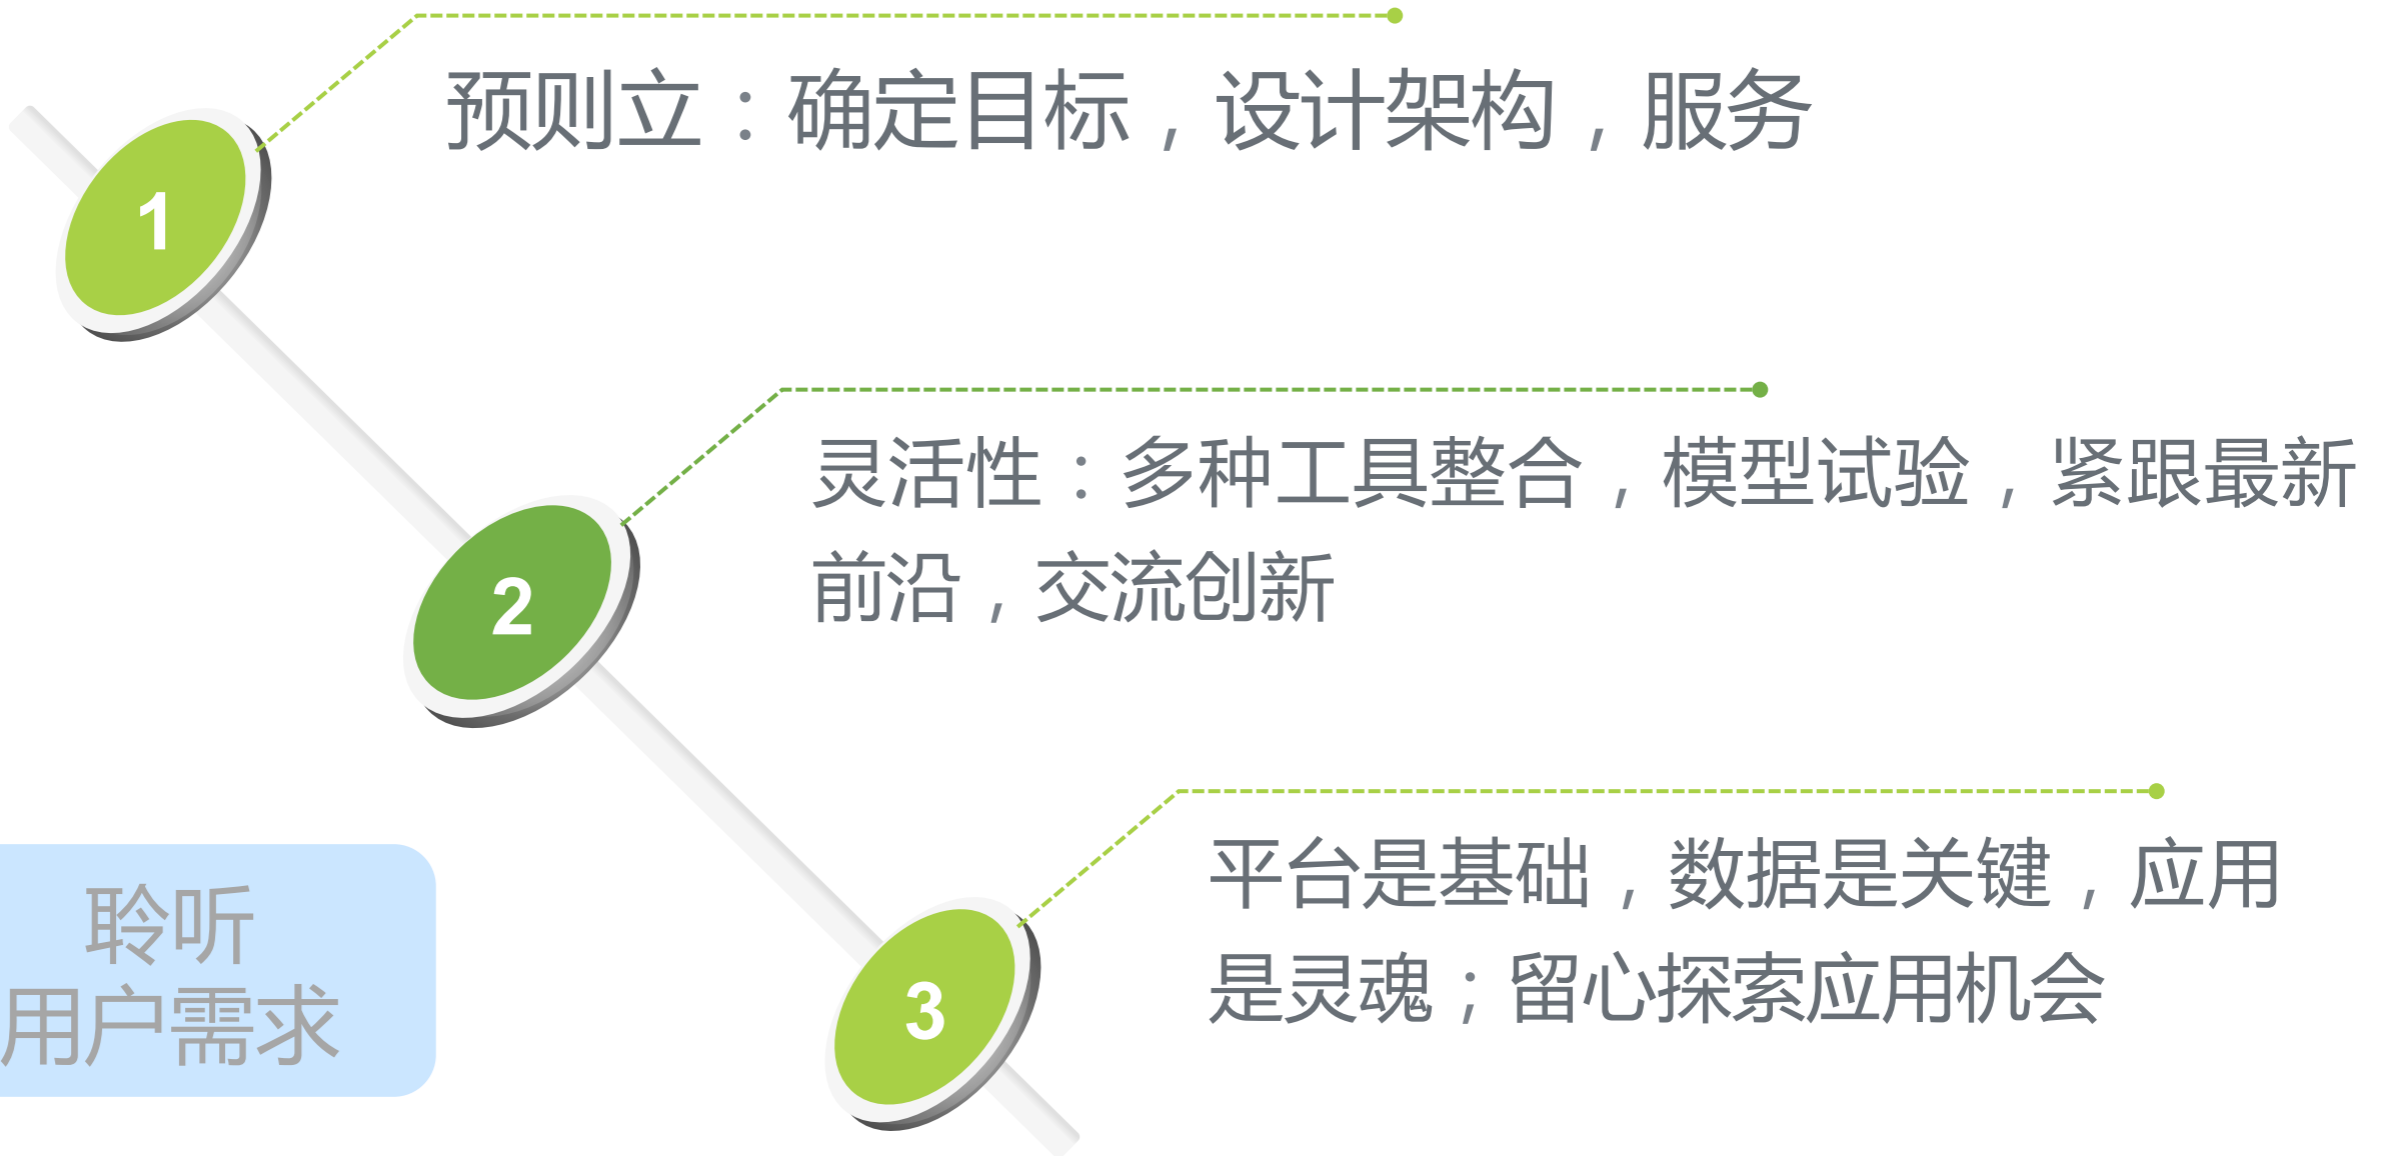 1
预则立：确定目标，设计架构，服务
2
灵活性：多种工具整合，模型试验，紧跟最新
前沿，交流创新
3
平台是基础，数据是关键，应用
是灵魂；留心探索应用机会
聆听
用户需求